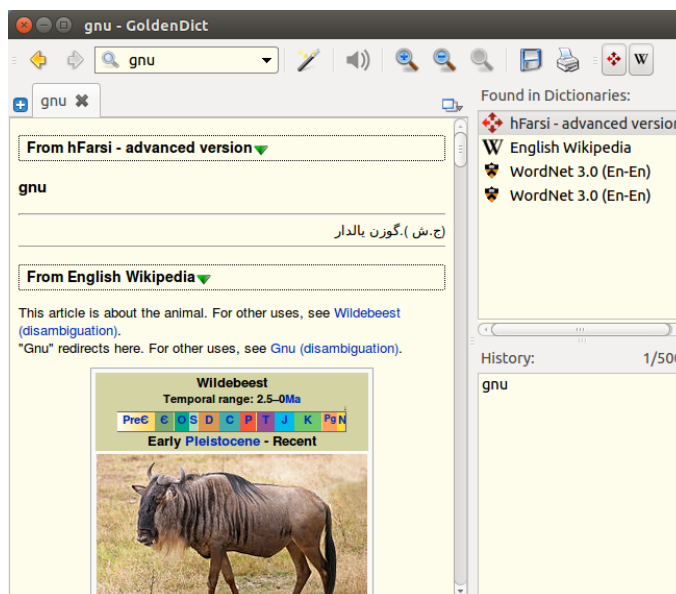 gnu - GoldenDict
gnu
W
gnu
Found in Dictionaries:
hFarsi - advanced version
W English Wikipedia
WordNet 3.0 (En-En)
WordNet 3.0 (En-En)
From hFarsi - advanced version
gnu
(ج.ش ).گوزن یالدار
From English Wikipedia
This article is about the animal. For other uses, see Wildebeest
(disambiguation).
"Gnu" redirects here. For other uses, see Gnu (disambiguation).
Wildebeest
Temporal range: 2.5–0Ma
PreЄ Є O S D C P T J K Pg N
Early Pleistocene - Recent
History:
1/500
gnu